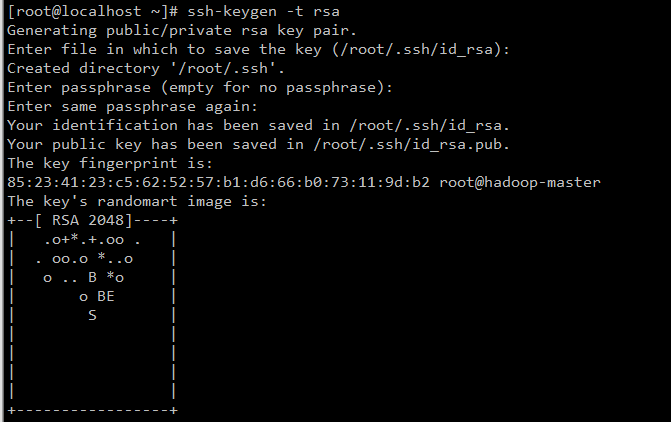 [root@localhost ~]# ssh-keygen -t rsa
Generating public/private rsa key pair.
Enter file in which to save the key (/root/.ssh/id_rsa):
Created directory '/root/.ssh'.
Enter passphrase (empty for no passphrase):
Enter same passphrase again:
Your identification has been saved in /root/.ssh/id_rsa.
Your public key has been saved in /root/.ssh/id_rsa.pub.
The key fingerprint is:
85:23:41:23:c5:62:52:57:b1:d6:66:b0:73:11:9d:b2 root@hadoop-master
The key's randomart image is:
+--[ RSA 2048]----+
|   .o+*.+.oo .   |
|  . oo.o *..o    |
|   o .. B *o     |
|       o BE      |
|        S        |
|                 |
|                 |
|                 |
|                 |
+-----------------+